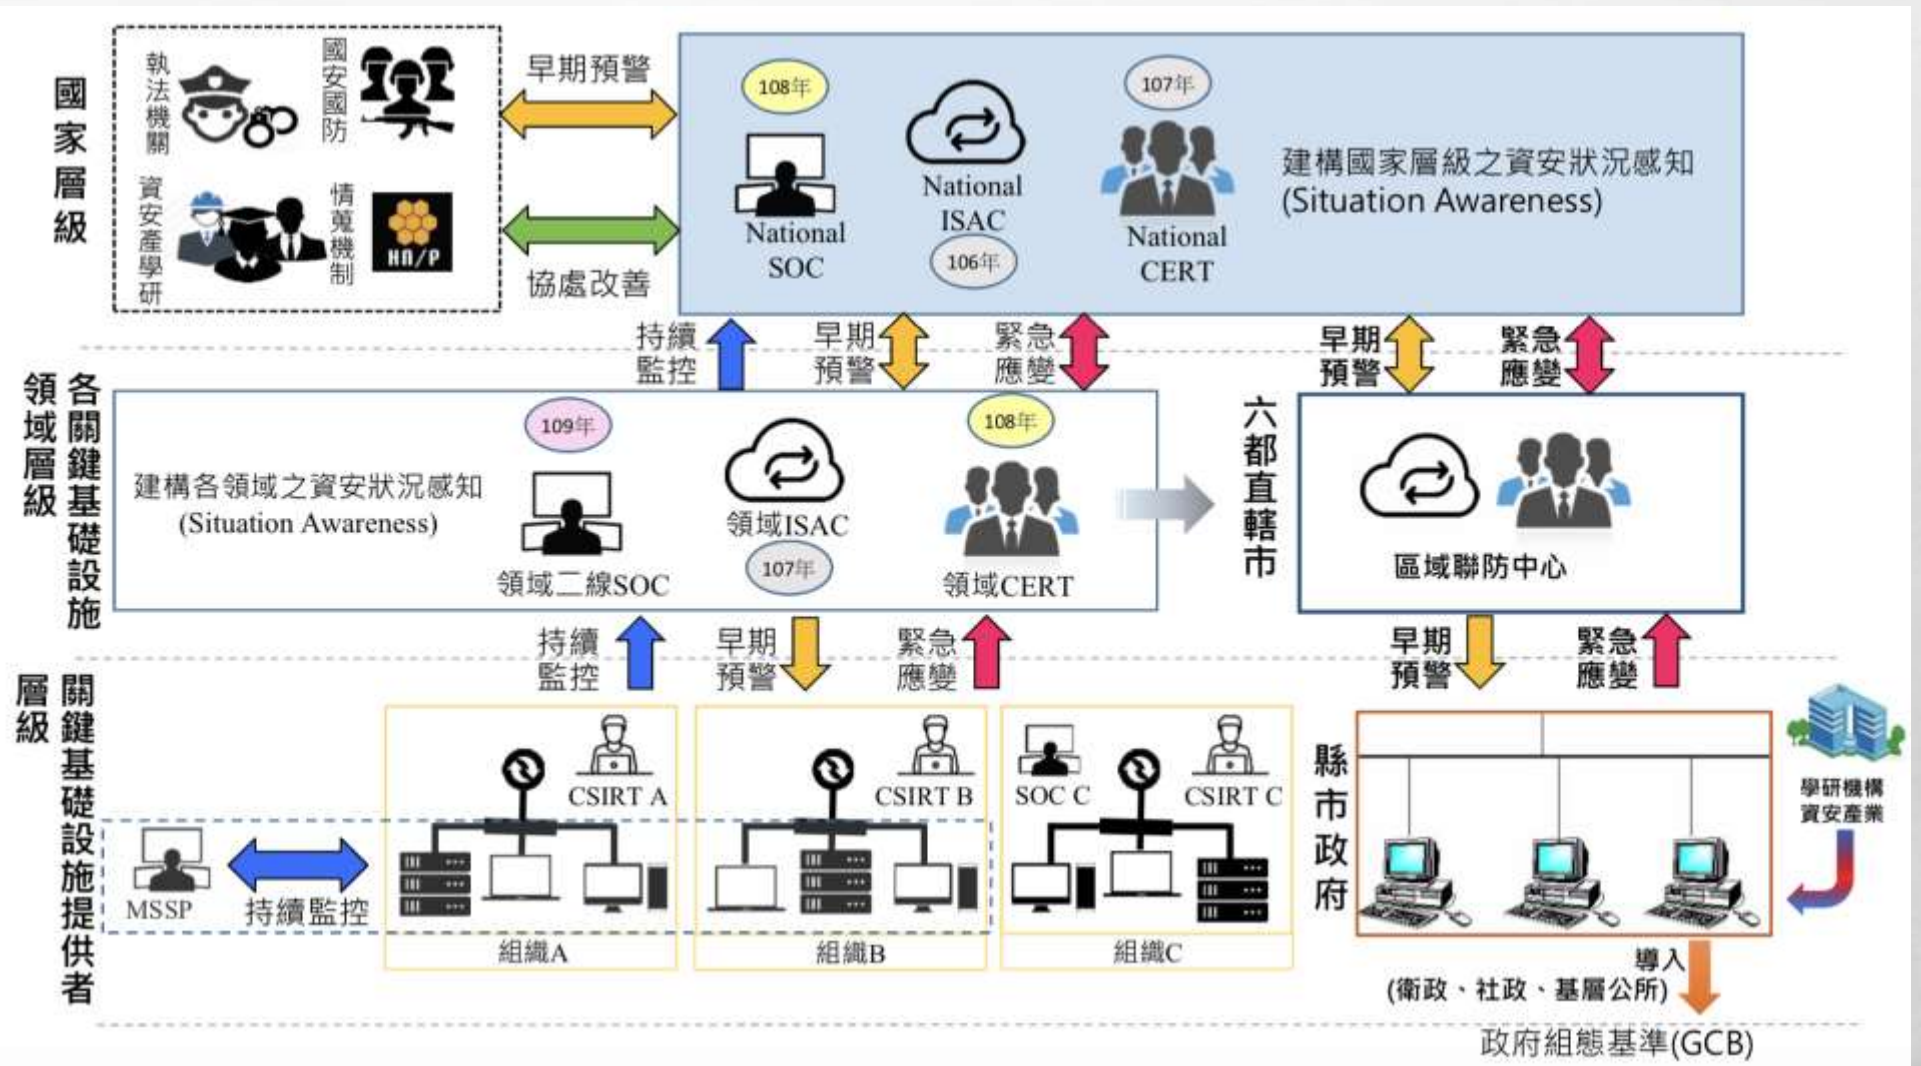 國家層級
執法機關
國安國防
資安產學研
情蒐機制
HN/P
早期預警
協處改善
108年
National
SOC
National
ISAC
106年
107年
National
CERT
建構國家層級之資安狀況感知
(Situation Awareness)
持續
監控
早期
預警
緊急
應變
早期
預警
緊急
應變
各關鍵基礎設施
領域層級
建構各領域之資安狀況感知
(Situation Awareness)
109年
領域二線SOC
領域ISAC
107年
108年
領域CERT
六都直轄市
區域聯防中心
持續
監控
早期
預警
緊急
應變
早期
預警
緊急
應變
關鍵基礎設施提供者
層級
MSSP
持續監控
CSIRT A
組織A
CSIRT B
組織B
SOC C
CSIRT C
組織C
縣市政府
學研機構
資安產業
導入
(衛政、社政、基層公所)
政府組態基準(GCB)